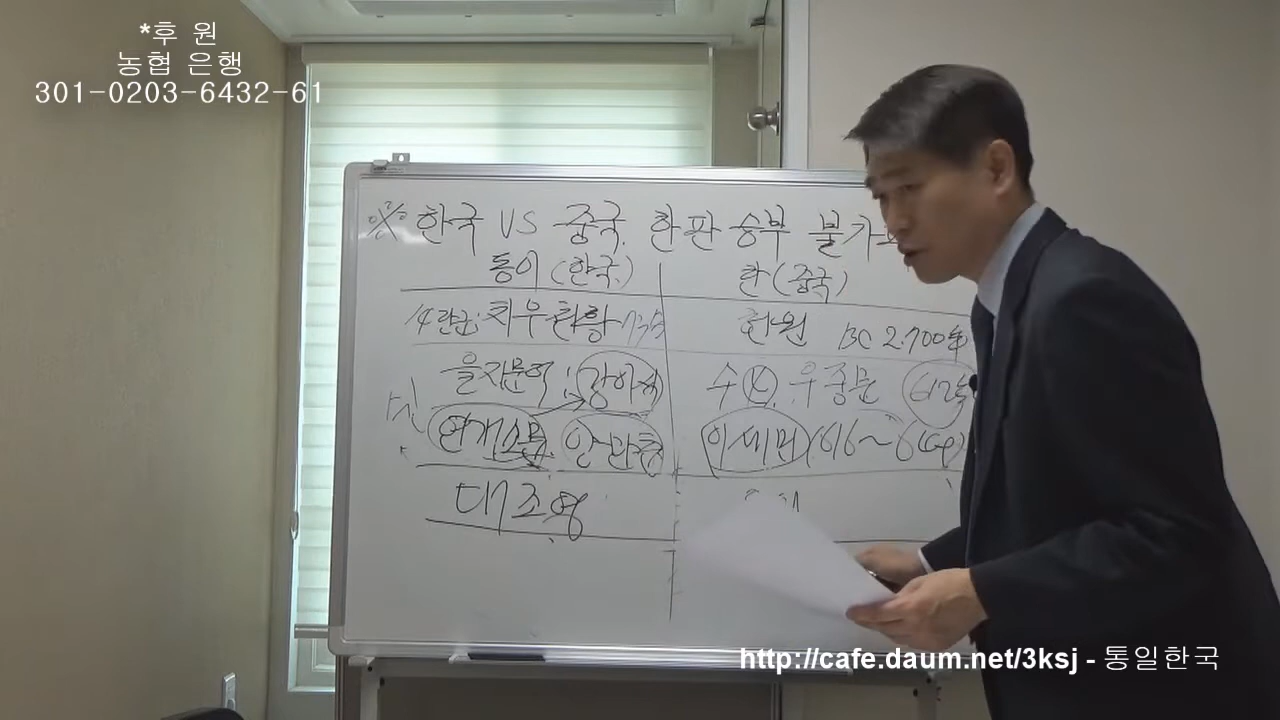 *후 원
농협 은행
301-0203-6432-61
※ 한국 VS 중국. 한판 승부 불가
동이 (한국) 한 (중국)
14 치우천황 헌원 BC 2.700年
을지문덕 : 강이식 수 우중문 612年
연개소문 안 이세민
대조영
http://cafe.daum.net/3ksj - 통일한국